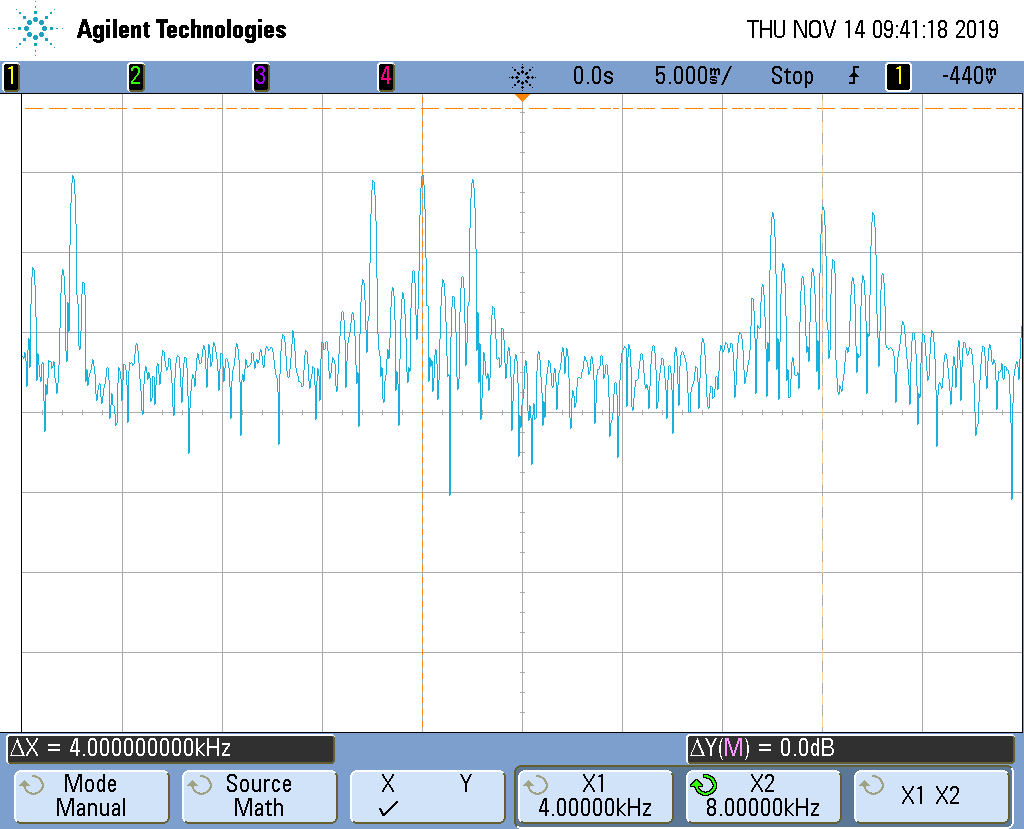 Agilent Technologies
THU NOV 14 09:41:18 2019
1 2 3 4 0.0s 5.000ms/ Stop 1 -440mV
ΔX = 4.000000000kHz
ΔY(M) = 0.0dB
Mode
Manual
Source
Math
X Y
X1
4.00000kHz
X2
8.00000kHz
X1 X2